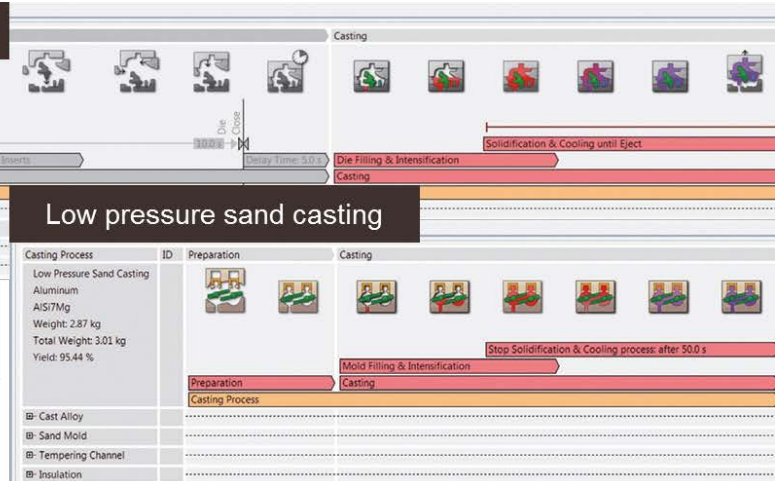 Casting
Die
Close
10.0 s
Inserts
Delay Time: 5.0 s
Solidification & Cooling until Eject
Die Filling & Intensification
Casting
Low pressure sand casting
Casting Process
ID
Preparation
Casting
Low Pressure Sand Casting
Aluminum
AlSi7Mg
Weight: 2.87 kg
Total Weight: 3.01 kg
Yield: 95.44 %
Stop Solidification & Cooling process: after 50.0 s
Mold Filling & Intensification
Preparation
Casting
Casting Process
Cast Alloy
Sand Mold
Tempering Channel
Insulation